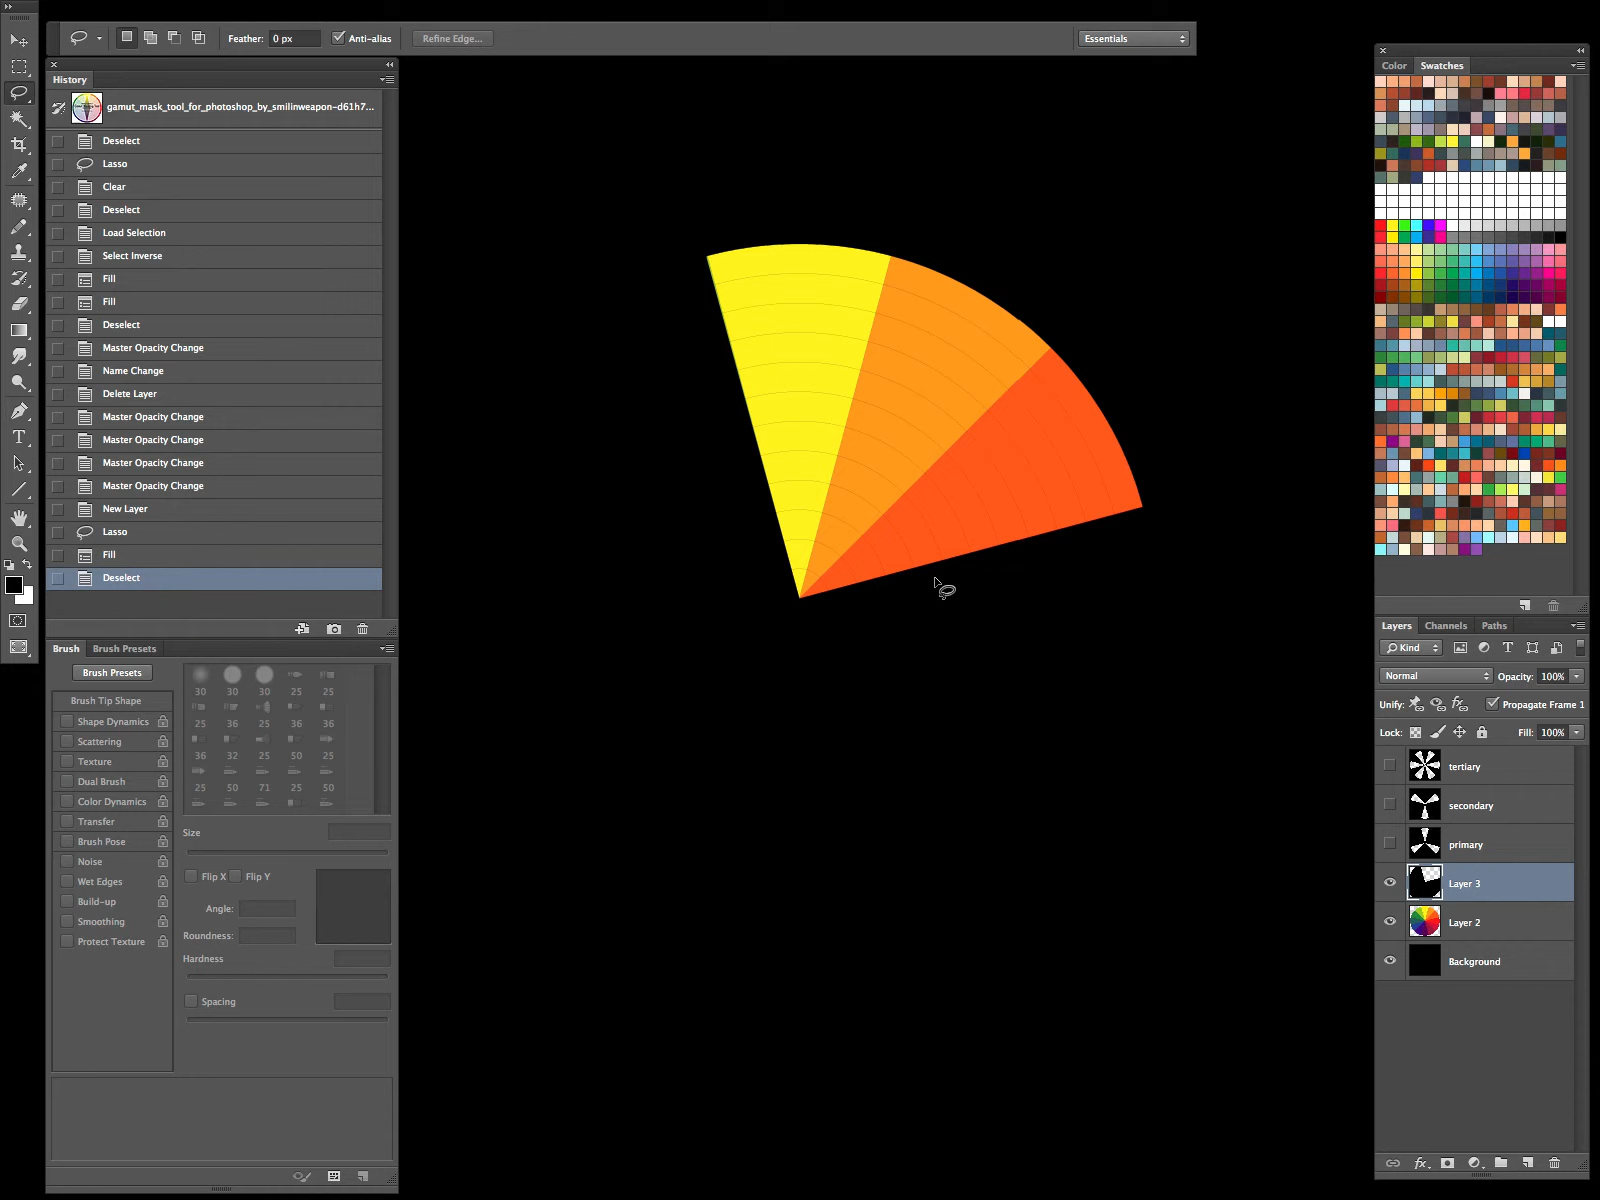 Feather: 0 px Anti-alias Refine Edge... Essentials
History
gamut_mask_tool_for_photoshop_by_smilinweapon-d61h7...
Deselect
Lasso
Clear
Deselect
Load Selection
Select Inverse
Fill
Fill
Deselect
Master Opacity Change
Name Change
Delete Layer
Master Opacity Change
Master Opacity Change
Master Opacity Change
Master Opacity Change
New Layer
Lasso
Fill
Deselect
Brush Brush Presets
Brush Presets
Brush Tip Shape
Shape Dynamics
Scattering
Texture
Dual Brush
Color Dynamics
Transfer
Brush Pose
Noise
Wet Edges
Build-up
Smoothing
Protect Texture
30 30 30 25 25
25 36 25 36 36
36 32 25 50 25
25 50 71 25 50
Size
Flip X Flip Y
Angle:
Roundness:
Hardness
Spacing
Color Swatches
Layers Channels Paths
Kind
Normal Opacity: 100%
Unify: Propagate Frame 1
Lock: Fill: 100%
tertiary
secondary
primary
Layer 3
Layer 2
Background